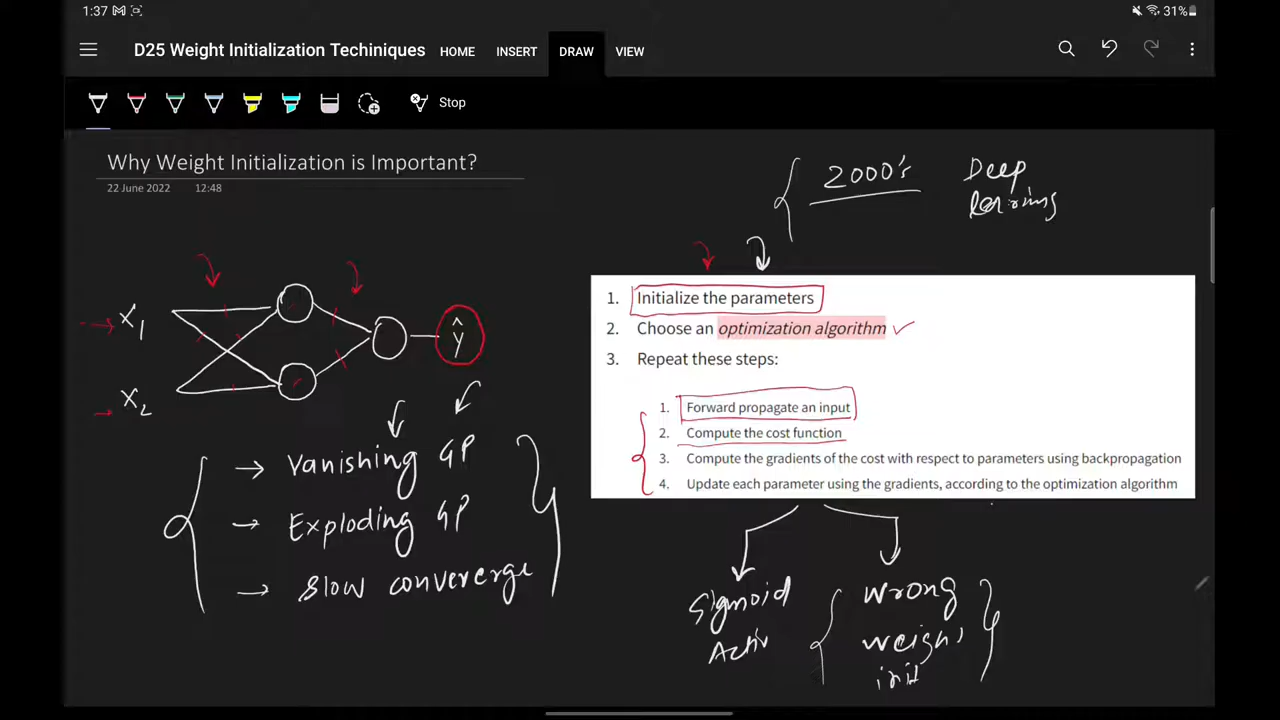 1:37 31%
D25 Weight Initialization Techiniques HOME INSERT DRAW VIEW
Stop
Why Weight Initialization is Important?
22 June 2022 12:48
2000's Deep
learning
1. Initialize the parameters
2. Choose an optimization algorithm
3. Repeat these steps:
1. Forward propagate an input
2. Compute the cost function
3. Compute the gradients of the cost with respect to parameters using backpropagation
4. Update each parameter using the gradients, according to the optimization algorithm
X1
X2
ŷ
→ Vanishing GP
→ Exploding GP
→ Slow convererge
Sigmoid
Activ
Wrong
weight
init